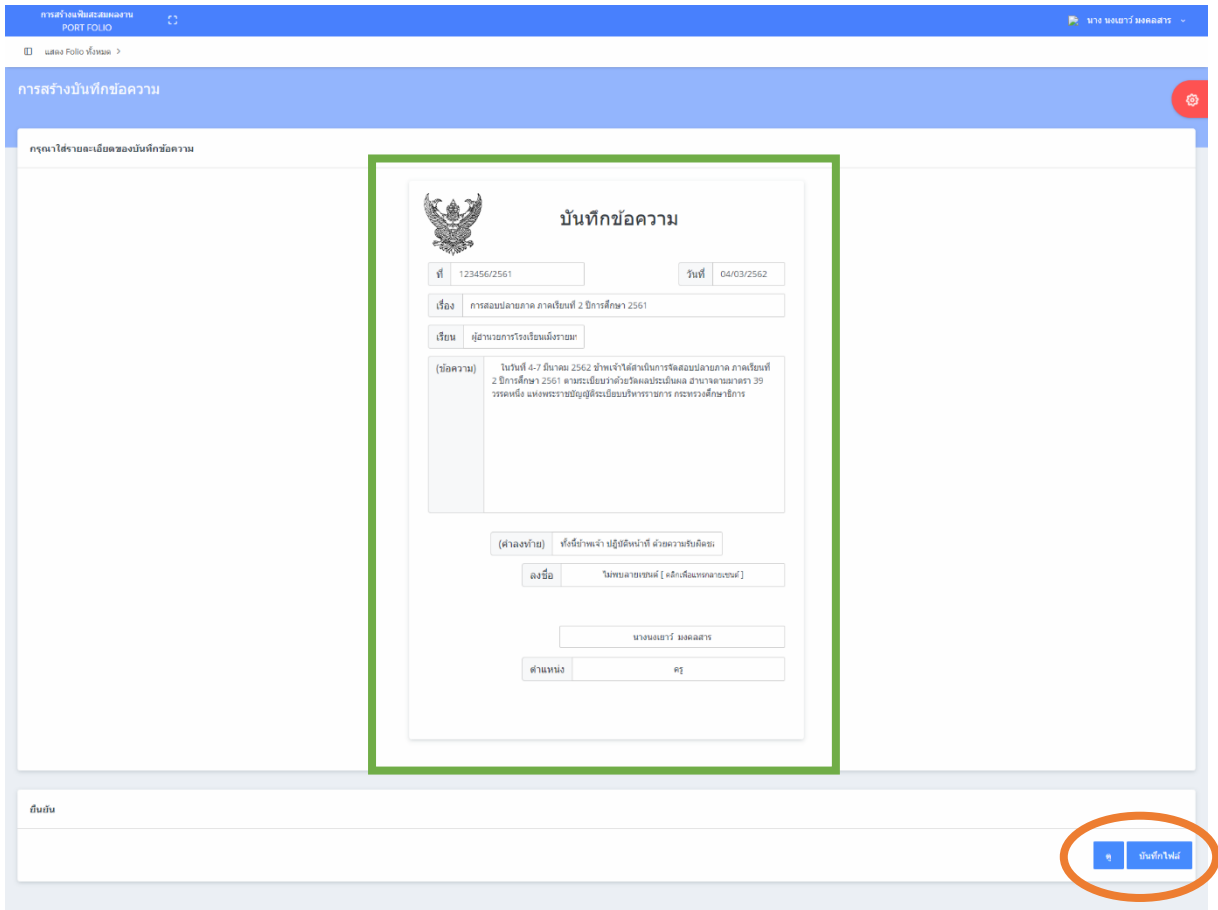 การสร้างแฟ้มสะสมผลงาน
PORT FOLIO
นาง นงเยาว์ มงคลสาร
แสดง Folio ทั้งหมด >
การสร้างบันทึกข้อความ
กรุณาใส่รายละเอียดของบันทึกข้อความ
บันทึกข้อความ
ที่ 123456/2561
วันที่ 04/03/2562
เรื่อง การสอบปลายภาค ภาคเรียนที่ 2 ปีการศึกษา 2561
เรียน ผู้อำนวยการโรงเรียนเม็งรายมห
(ข้อความ) ในวันที่ 4-7 มีนาคม 2562 ข้าพเจ้าได้ดำเนินการจัดสอบปลายภาค ภาคเรียนที่
2 ปีการศึกษา 2561 ตามระเบียบว่าด้วยวัดผลประเมินผล อำนาจตามมาตรา 39
วรรคหนึ่ง แห่งพระราชบัญญัติระเบียบบริหารราชการ กระทรวงศึกษาธิการ
(คำลงท้าย) ทั้งนี้ข้าพเจ้า ปฏิบัติหน้าที่ ด้วยความรับผิดชอ
ลงชื่อ ไม่พบลายเซนต์ [ คลิกเพื่อแทรกลายเซนต์ ]
นางนงเยาว์ มงคลสาร
ตำแหน่ง ครู
ยืนยัน
ดู บันทึกไฟล์